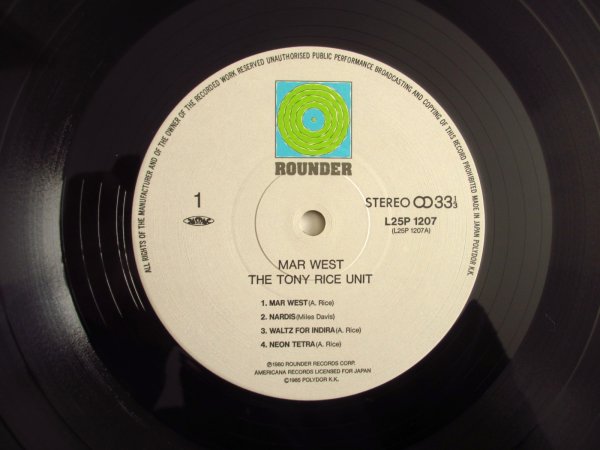 ALL RIGHTS OF THE MANUFACTURER AND OF THE OWNER OF THE RECORDED WORK RESERVED UNAUTHORISED PUBLIC PERFORMANCE BROADCASTING AND COPYING OF THIS RECORD PROHIBITED MADE IN JAPAN POLYDOR K.K.
ROUNDER
1
STEREO 33 1/3
L25P 1207
(L25P 1207A)
MAR WEST
THE TONY RICE UNIT
1. MAR WEST (A. Rice)
2. NARDIS (Miles Davis)
3. WALTZ FOR INDIRA (A. Rice)
4. NEON TETRA (A. Rice)
℗1980 ROUNDER RECORDS CORP.
AMERICANA RECORDS LICENSED FOR JAPAN
©1985 POLYDOR K.K.